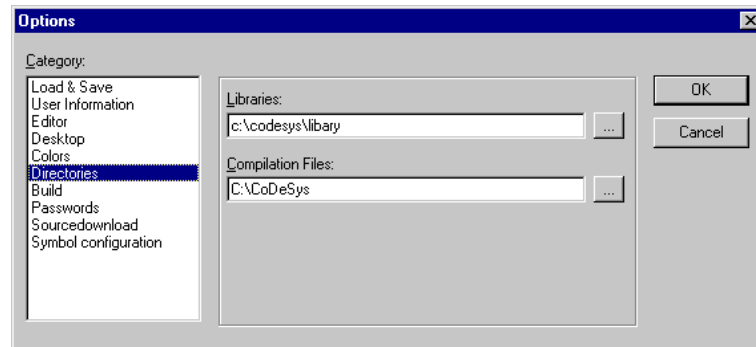 Options
Category:
Load & Save
User Information
Editor
Desktop
Colors
Directories
Build
Passwords
Sourcedownload
Symbol configuration
Libraries:
c:\codesys\libary
...
Compilation Files:
C:\CoDeSys
...
OK
Cancel